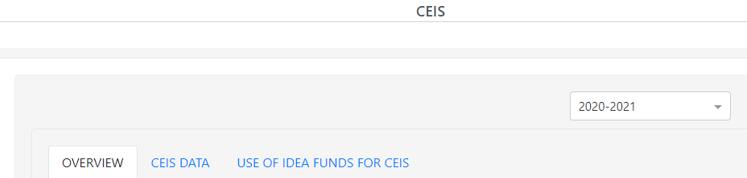 CEIS
2020-2021
OVERVIEW CEIS DATA USE OF IDEA FUNDS FOR CEIS